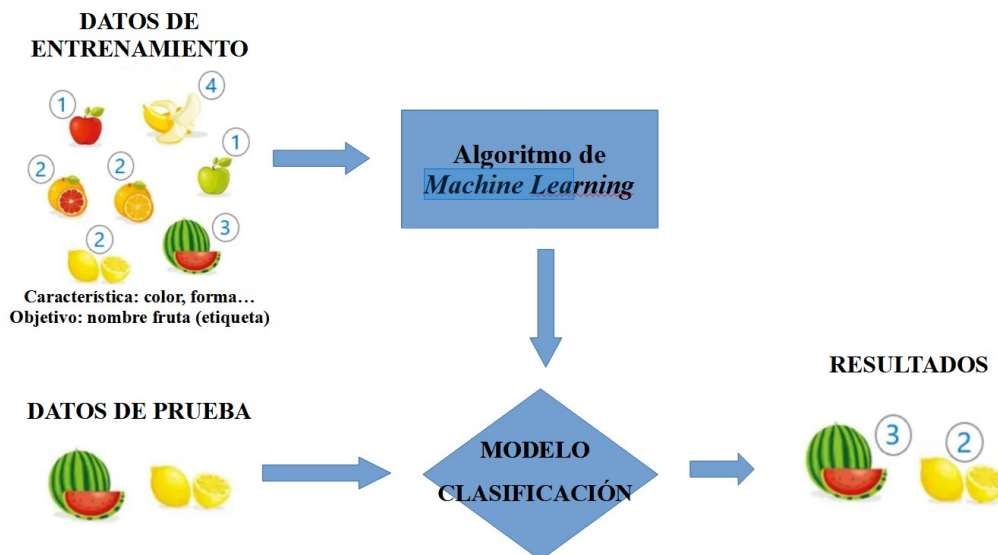 DATOS DE
ENTRENAMIENTO
4
1
1
2
2
3
2
Característica: color, forma…
Objetivo: nombre fruta (etiqueta)
Algoritmo de
Machine Learning
DATOS DE PRUEBA
MODELO
CLASIFICACIÓN
RESULTADOS
3
2